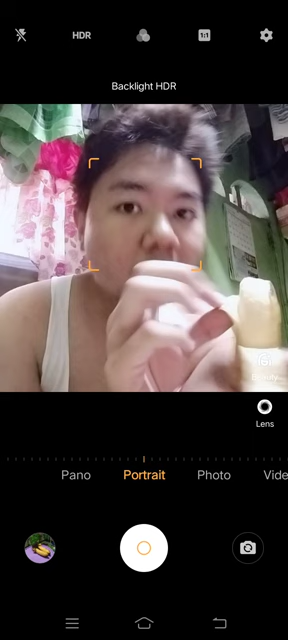 HDR
1:1
Backlight HDR
Lens
Pano
Portrait
Photo
Vide